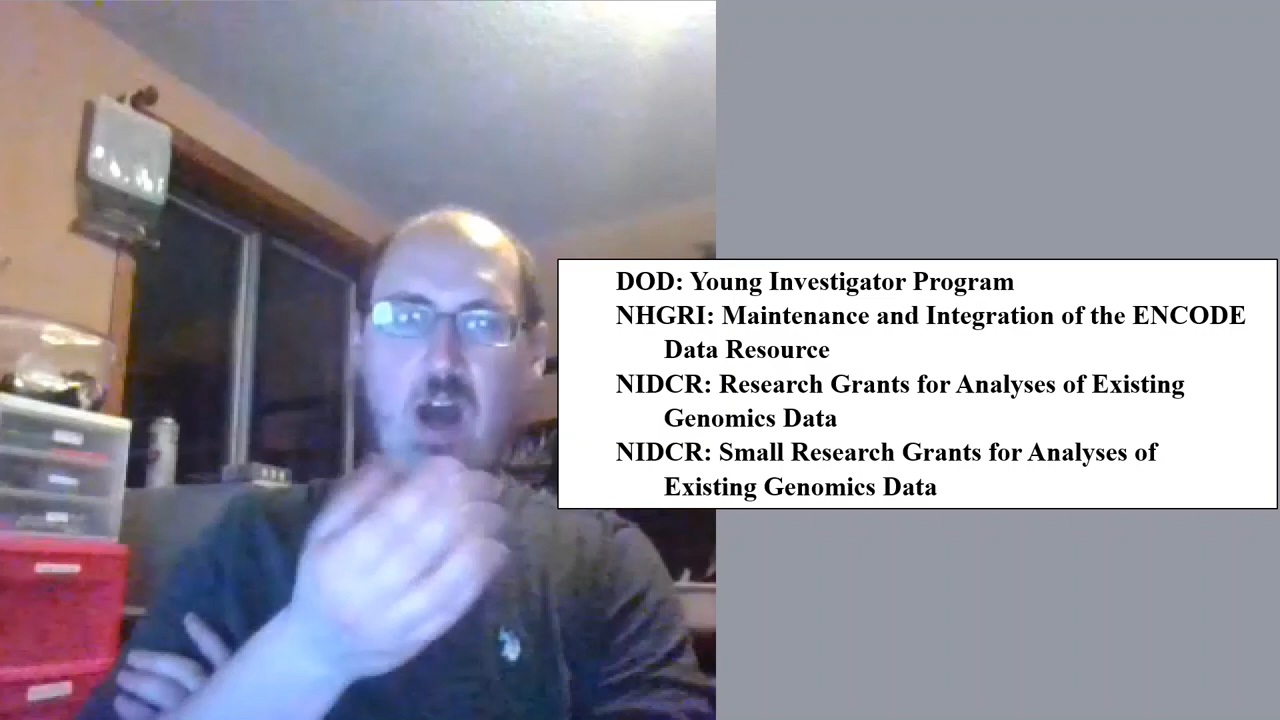 DOD: Young Investigator Program
NHGRI: Maintenance and Integration of the ENCODE
Data Resource
NIDCR: Research Grants for Analyses of Existing
Genomics Data
NIDCR: Small Research Grants for Analyses of
Existing Genomics Data